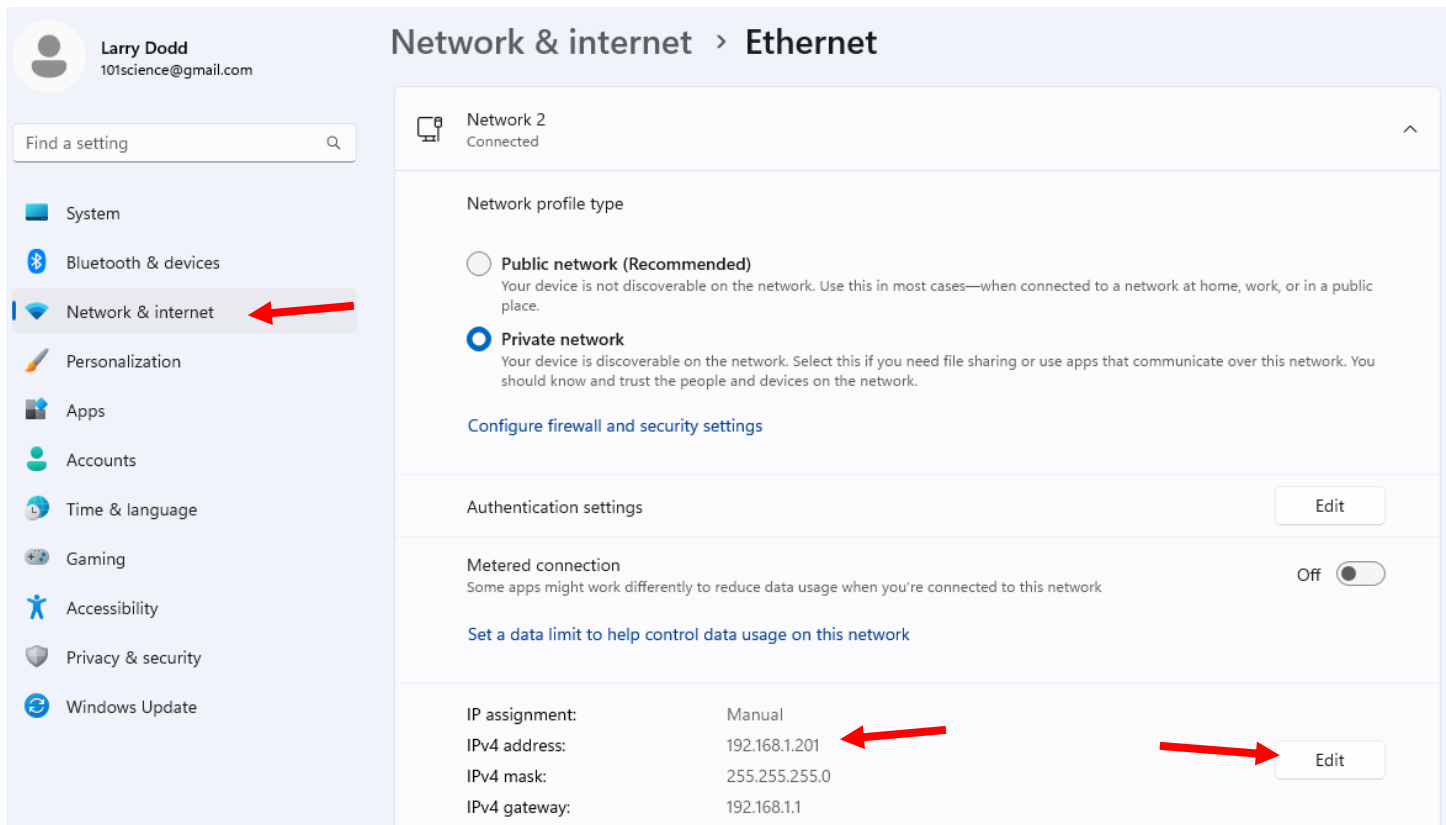 Larry Dodd
101science@gmail.com
Find a setting
System
Bluetooth & devices
Network & internet
Personalization
Apps
Accounts
Time & language
Gaming
Accessibility
Privacy & security
Windows Update
Network & internet > Ethernet
Network 2
Connected
Network profile type
Public network (Recommended)
Your device is not discoverable on the network. Use this in most cases—when connected to a network at home, work, or in a public
place.
Private network
Your device is discoverable on the network. Select this if you need file sharing or use apps that communicate over this network. You
should know and trust the people and devices on the network.
Configure firewall and security settings
Authentication settings
Edit
Metered connection
Some apps might work differently to reduce data usage when you're connected to this network
Off
Set a data limit to help control data usage on this network
IP assignment: Manual
IPv4 address: 192.168.1.201
IPv4 mask: 255.255.255.0
IPv4 gateway: 192.168.1.1
Edit